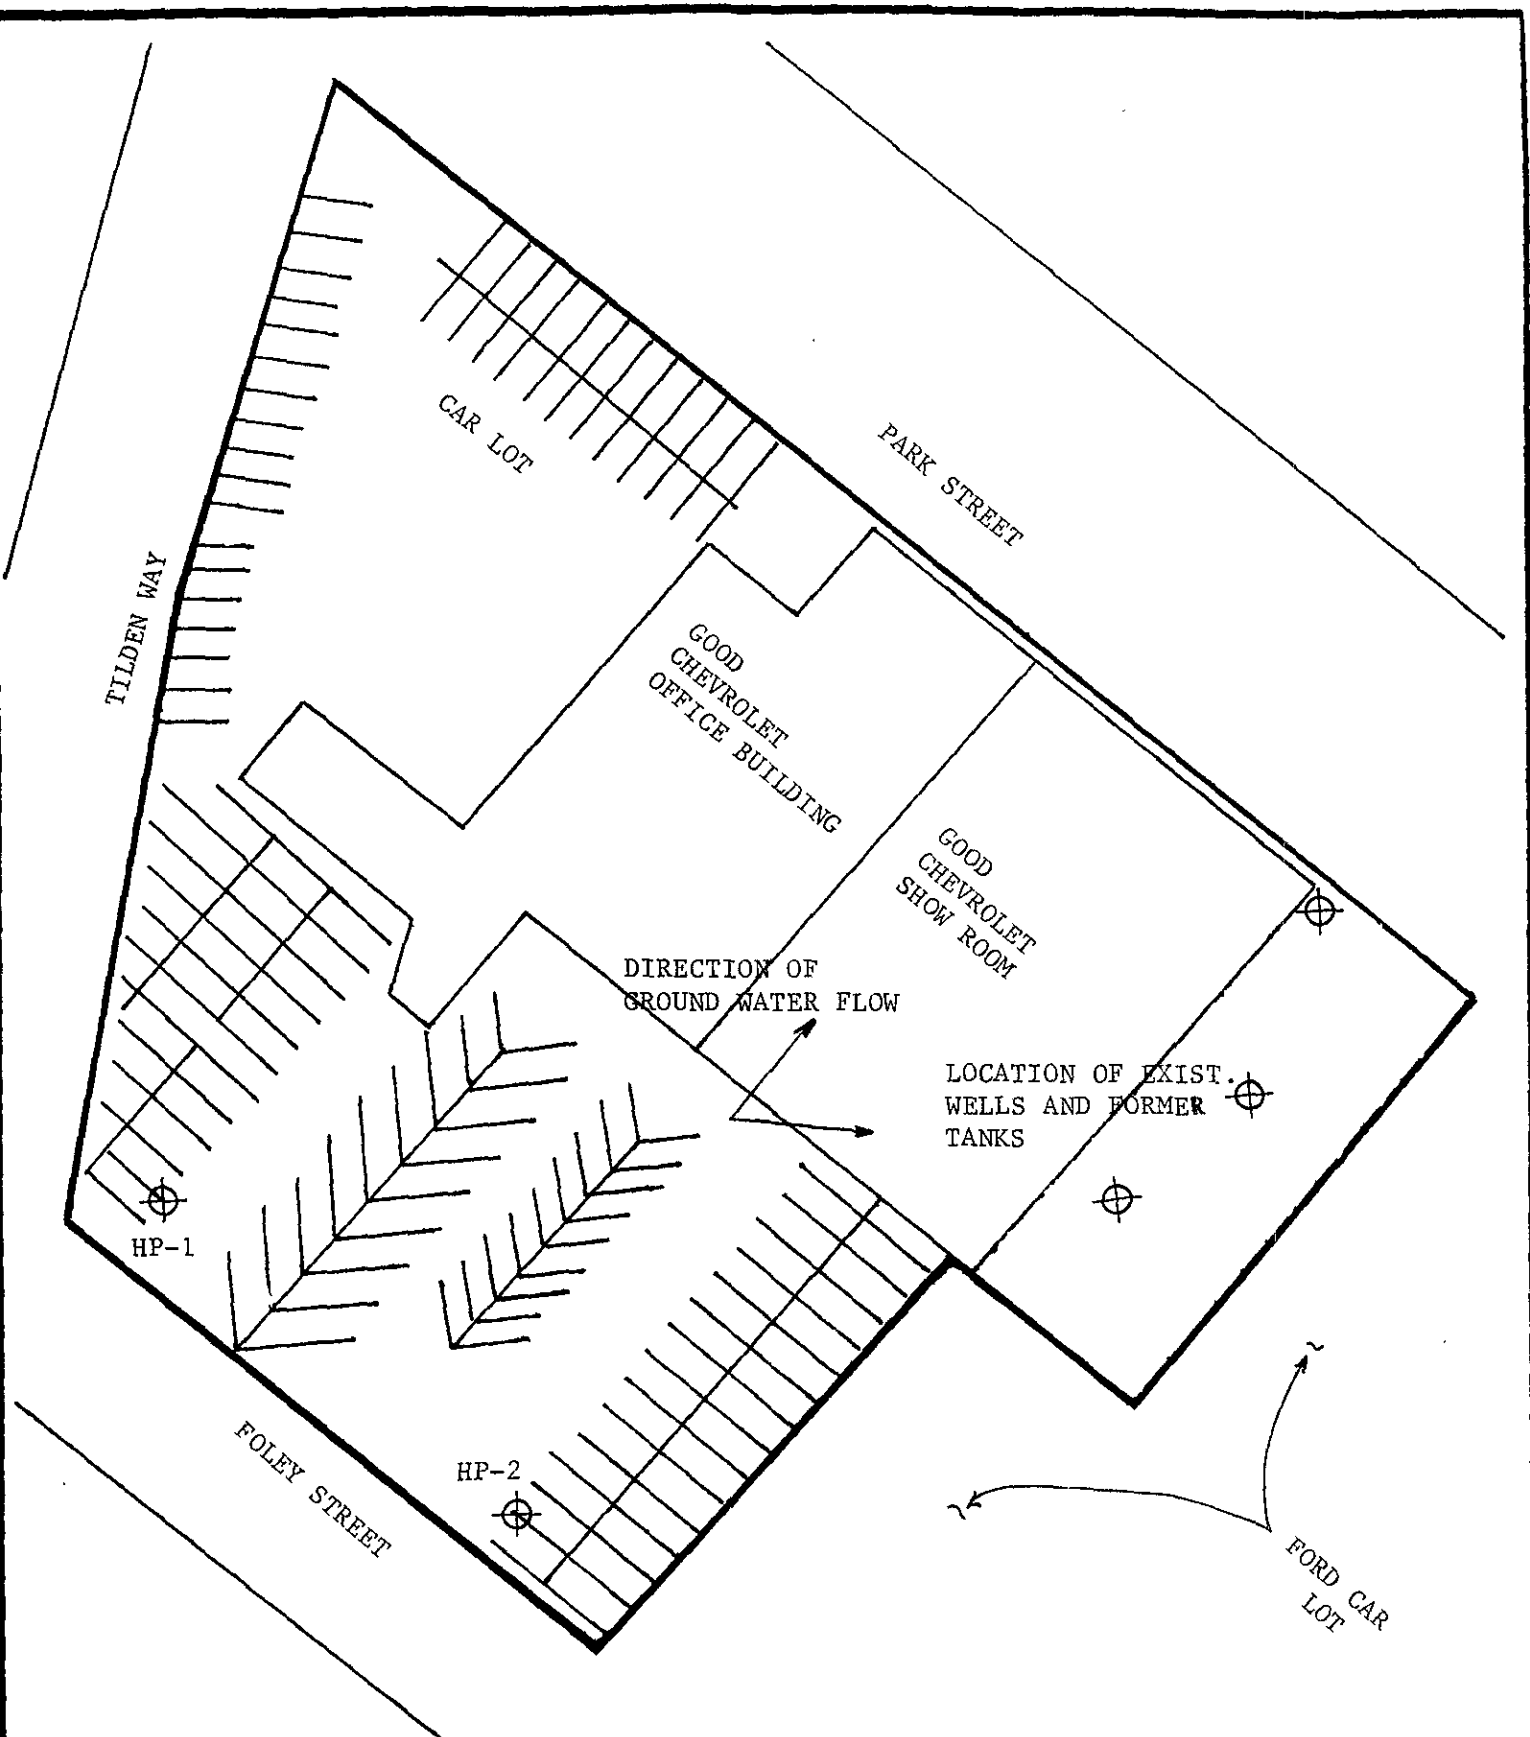 CAR LOT
PARK STREET
TILDEN WAY
GOOD
CHEVROLET
OFFICE BUILDING
GOOD
CHEVROLET
SHOW ROOM
DIRECTION OF
GROUND WATER FLOW
LOCATION OF EXIST.
WELLS AND FORMER
TANKS
HP-1
HP-2
FOLEY STREET
FORD CAR
LOT